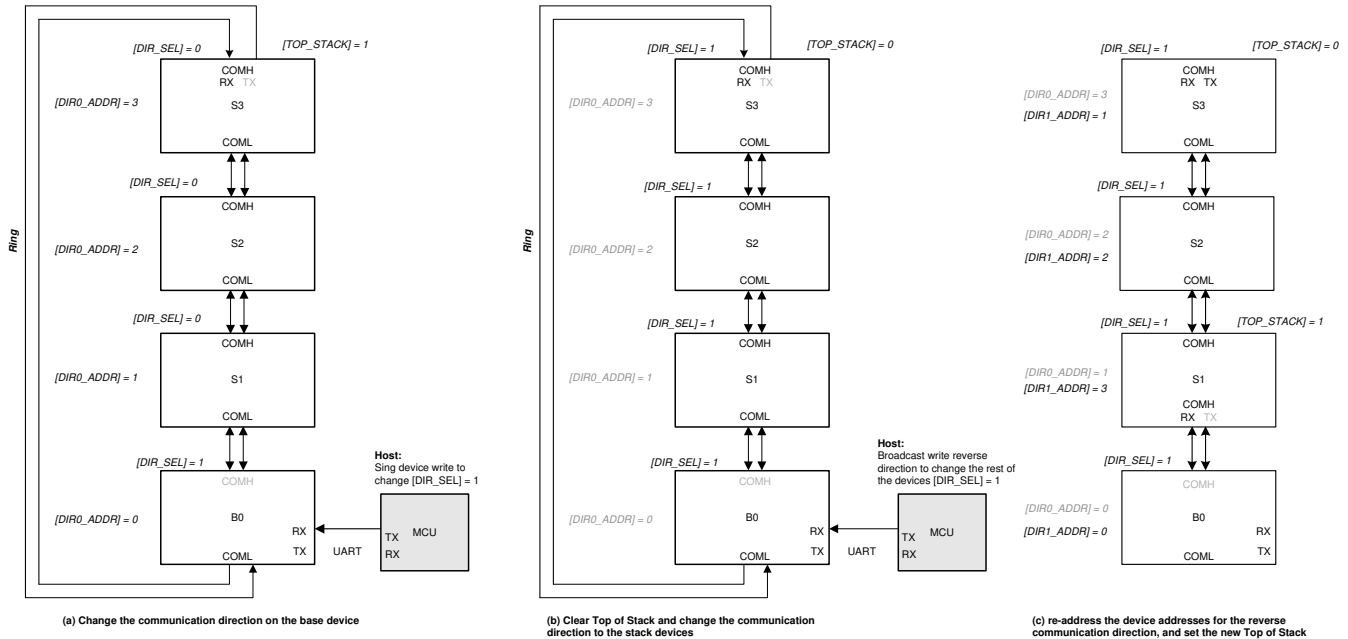 [DIR_SEL] = 0
[TOP_STACK] = 1
COMH
RX TX
[DIR0_ADDR] = 3
S3
COML
[DIR_SEL] = 0
COMH
Ring
[DIR0_ADDR] = 2
S2
COML
[DIR_SEL] = 0
COMH
[DIR0_ADDR] = 1
S1
COML
[DIR_SEL] = 1
COMH
[DIR0_ADDR] = 0
B0
RX
TX
COML
UART
Host:
Sing device write to
change [DIR_SEL] = 1
TX
RX
MCU
(a) Change the communication direction on the base device
[DIR_SEL] = 1
[TOP_STACK] = 0
COMH
RX TX
[DIR0_ADDR] = 3
S3
COML
[DIR_SEL] = 1
COMH
Ring
[DIR0_ADDR] = 2
S2
COML
[DIR_SEL] = 1
COMH
[DIR0_ADDR] = 1
S1
COML
[DIR_SEL] = 1
COMH
[DIR0_ADDR] = 0
B0
RX
TX
COML
UART
Host:
Broadcast write reverse
direction to change the rest of
the devices [DIR_SEL] = 1
TX
RX
MCU
(b) Clear Top of Stack and change the communication
direction to the stack devices
[DIR_SEL] = 1
[TOP_STACK] = 0
COMH
RX TX
[DIR0_ADDR] = 3
[DIR1_ADDR] = 1
S3
COML
[DIR_SEL] = 1
COMH
[DIR0_ADDR] = 2
[DIR1_ADDR] = 2
S2
COML
[DIR_SEL] = 1
[TOP_STACK] = 1
COMH
[DIR0_ADDR] = 1
[DIR1_ADDR] = 3
S1
COMH
RX TX
[DIR_SEL] = 1
COMH
[DIR0_ADDR] = 0
[DIR1_ADDR] = 0
B0
RX
TX
COML
(c) re-address the device addresses for the reverse
communication direction, and set the new Top of Stack